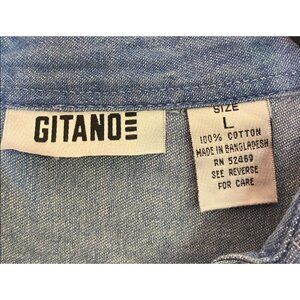 GITANO
SIZE
L
100% COTTON
MADE IN BANGLADESH
RN 52469
SEE REVERSE
FOR CARE